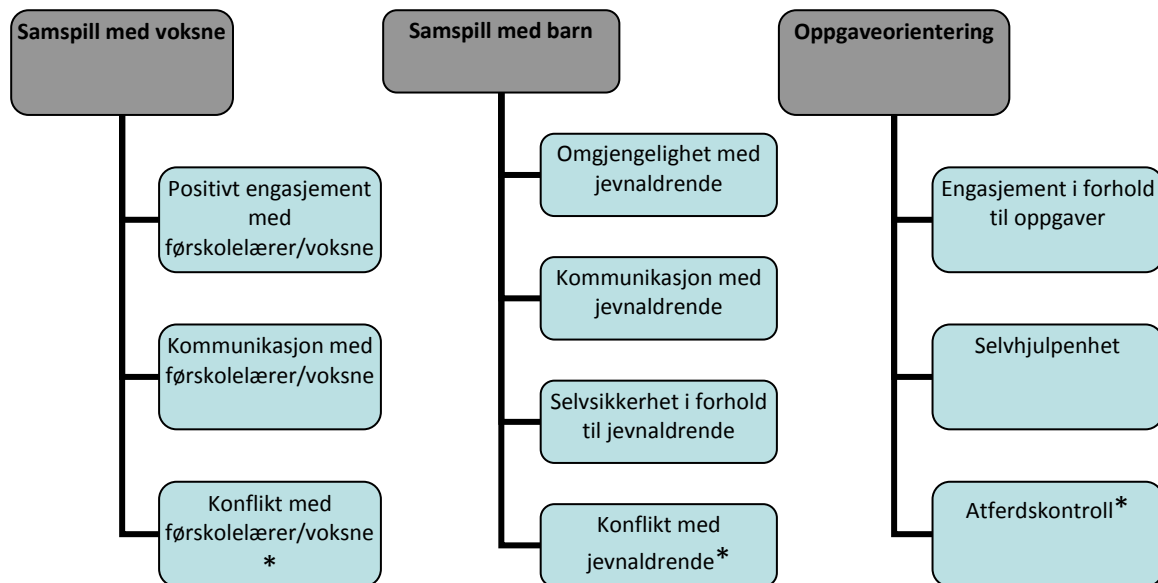 Samspill med voksne
Positivt engasjement
med
førskolelærer/voksne
Kommunikasjon med
førskolelærer/voksne
Konflikt med
førskolelærer/voksne
*
Samspill med barn
Omgjengelighet med
jevnaldrende
Kommunikasjon med
jevnaldrende
Selvsikkerhet i forhold
til jevnaldrende
Konflikt med
jevnaldrende*
Oppgaveorientering
Engasjement i forhold
til oppgaver
Selvhjulpenhet
Atferdskontroll*